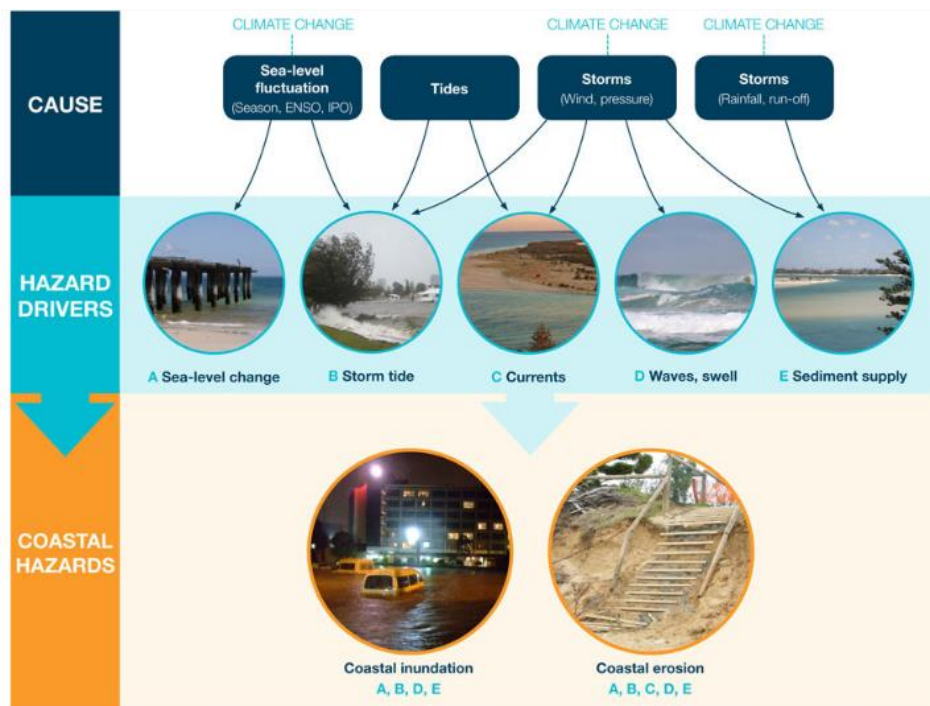 CLIMATE CHANGE
CLIMATE CHANGE
CLIMATE CHANGE
CAUSE
Sea-level
fluctuation
(Season, ENSO, IPO)
Tides
Storms
(Wind, pressure)
Storms
(Rainfall, run-off)
HAZARD
DRIVERS
A Sea-level change
B Storm tide
C Currents
D Waves, swell
E Sediment supply
COASTAL
HAZARDS
Coastal inundation
A, B, D, E
Coastal erosion
A, B, C, D, E